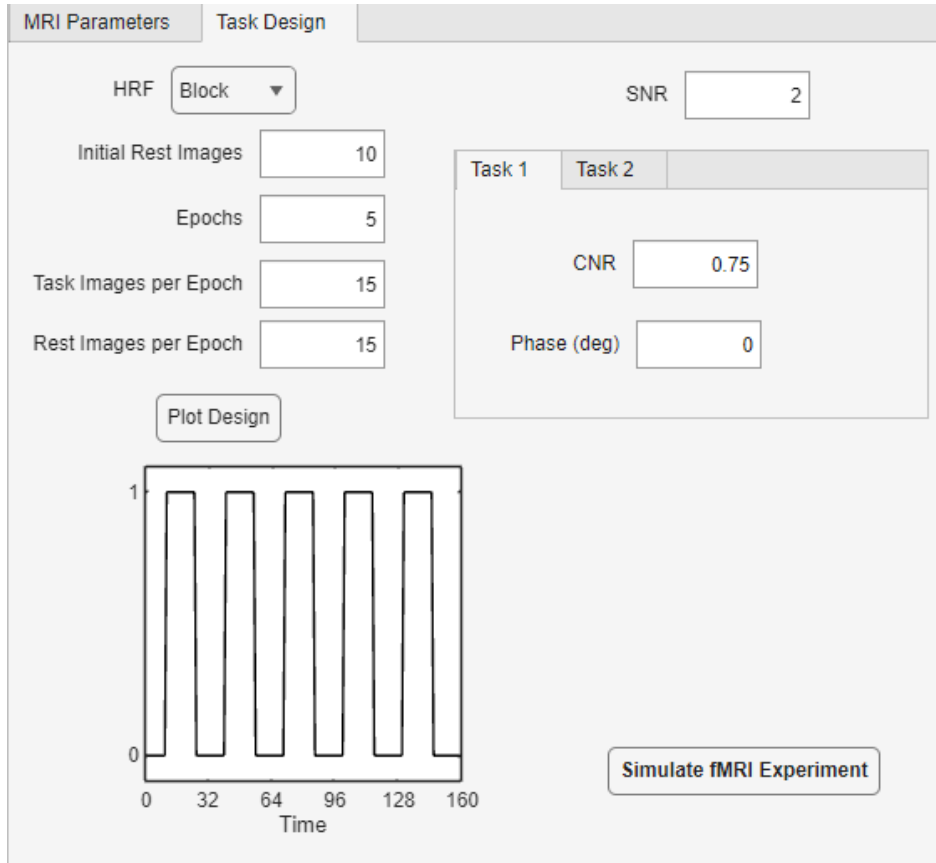 MRI Parameters Task Design
HRF Block
SNR 2
Initial Rest Images 10
Epochs 5
Task Images per Epoch 15
Rest Images per Epoch 15
Task 1 Task 2
CNR 0.75
Phase (deg) 0
Plot Design
1
0
0 32 64 96 128 160
Time
Simulate fMRI Experiment